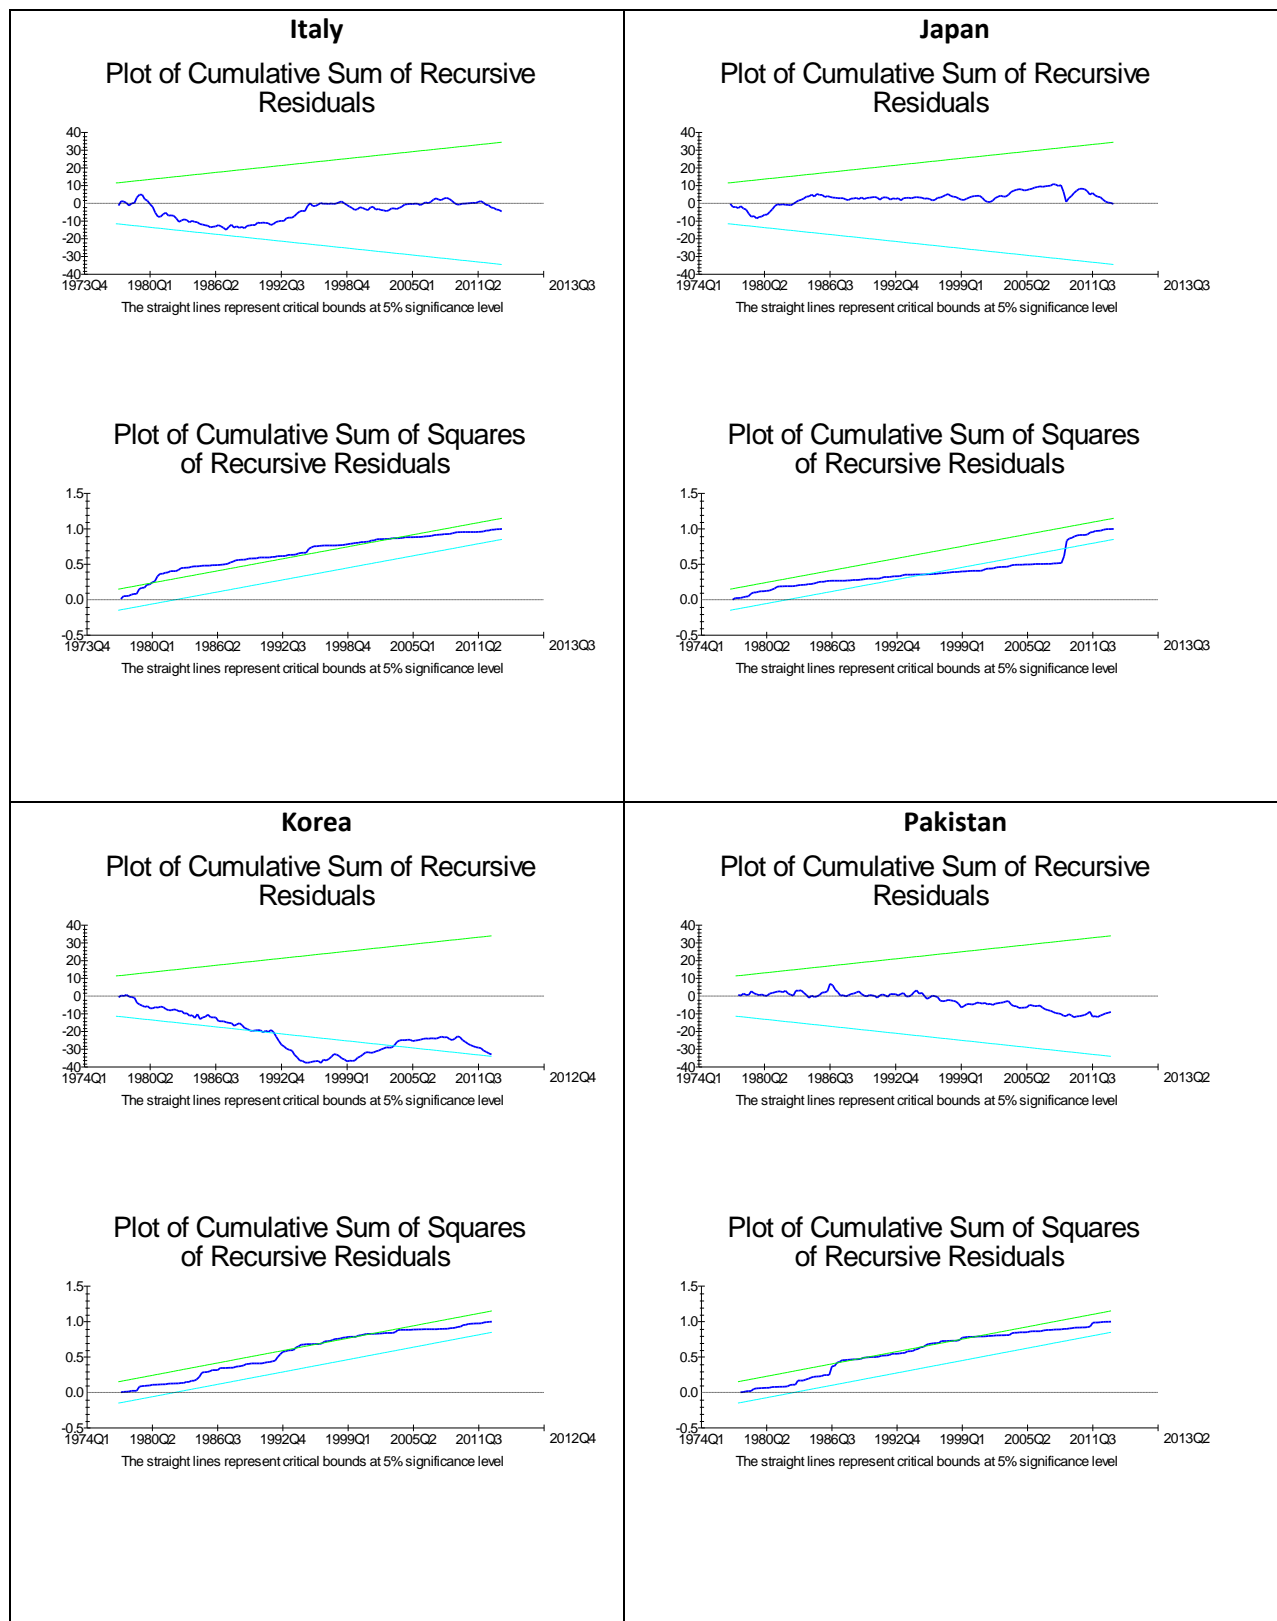 Italy
Plot of Cumulative Sum of Recursive
Residuals
40
30
20
10
0
-10
-20
-30
-40
1973Q4 1980Q1 1986Q2 1992Q3 1998Q4 2005Q1 2011Q2 2013Q3
The straight lines represent critical bounds at 5% significance level
Plot of Cumulative Sum of Squares
of Recursive Residuals
1.5
1.0
0.5
0.0
-0.5
1973Q4 1980Q1 1986Q2 1992Q3 1998Q4 2005Q1 2011Q2 2013Q3
The straight lines represent critical bounds at 5% significance level
Japan
Plot of Cumulative Sum of Recursive
Residuals
40
30
20
10
0
-10
-20
-30
-40
1974Q1 1980Q2 1986Q3 1992Q4 1999Q1 2005Q2 2011Q3 2013Q3
The straight lines represent critical bounds at 5% significance level
Plot of Cumulative Sum of Squares
of Recursive Residuals
1.5
1.0
0.5
0.0
-0.5
1974Q1 1980Q2 1986Q3 1992Q4 1999Q1 2005Q2 2011Q3 2013Q3
The straight lines represent critical bounds at 5% significance level
Korea
Plot of Cumulative Sum of Recursive
Residuals
40
30
20
10
0
-10
-20
-30
-40
1974Q1 1980Q2 1986Q3 1992Q4 1999Q1 2005Q2 2011Q3 2012Q4
The straight lines represent critical bounds at 5% significance level
Plot of Cumulative Sum of Squares
of Recursive Residuals
1.5
1.0
0.5
0.0
-0.5
1974Q1 1980Q2 1986Q3 1992Q4 1999Q1 2005Q2 2011Q3 2012Q4
The straight lines represent critical bounds at 5% significance level
Pakistan
Plot of Cumulative Sum of Recursive
Residuals
40
30
20
10
0
-10
-20
-30
-40
1974Q1 1980Q2 1986Q3 1992Q4 1999Q1 2005Q2 2011Q3 2013Q2
The straight lines represent critical bounds at 5% significance level
Plot of Cumulative Sum of Squares
of Recursive Residuals
1.5
1.0
0.5
0.0
-0.5
1974Q1 1980Q2 1986Q3 1992Q4 1999Q1 2005Q2 2011Q3 2013Q2
The straight lines represent critical bounds at 5% significance level